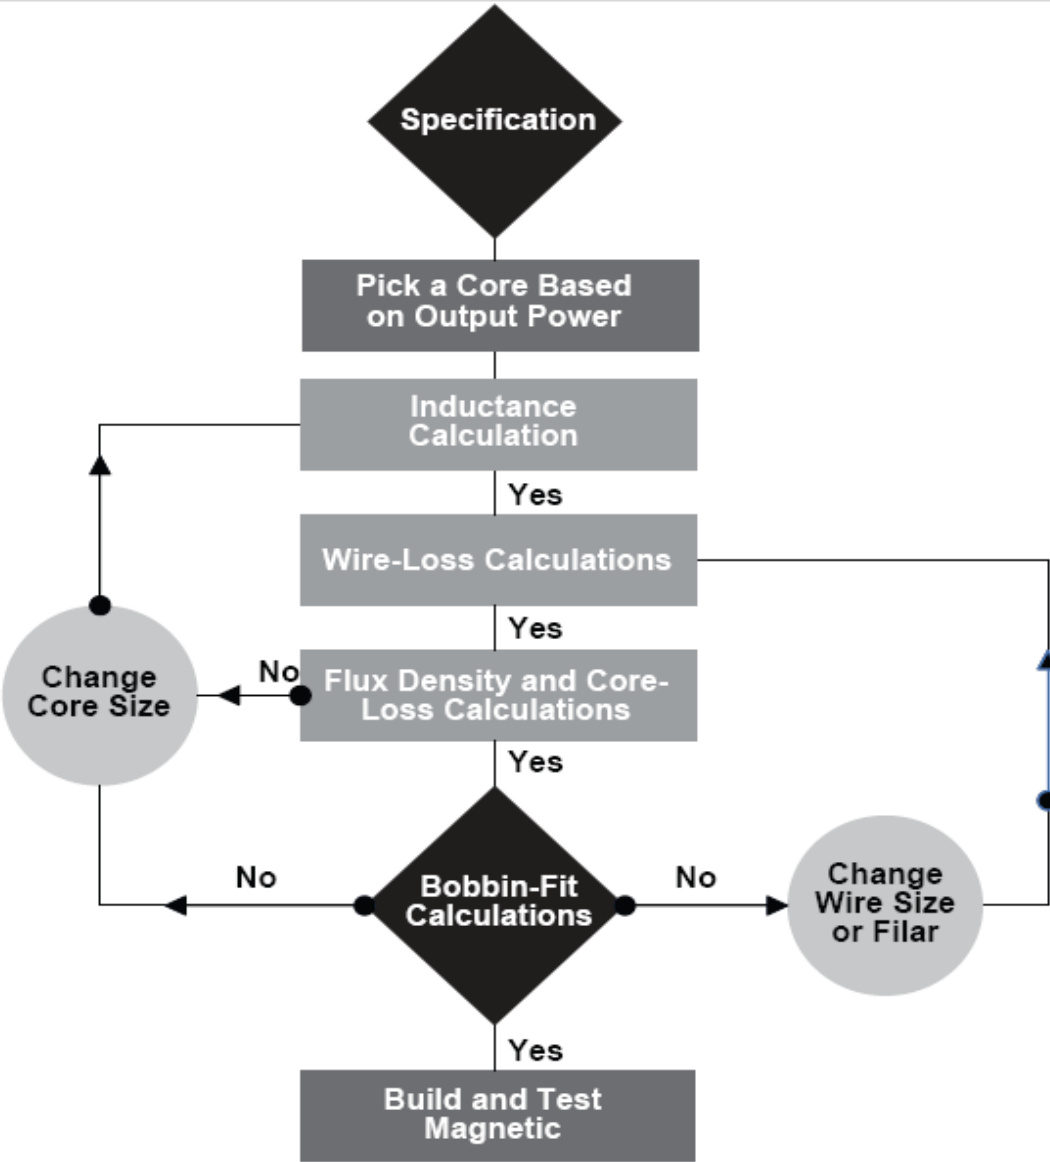 Specification
Pick a Core Based
on Output Power
Inductance
Calculation
Yes
Wire-Loss Calculations
Yes
Change
Core Size
No
Flux Density and Core-
Loss Calculations
Yes
No
Bobbin-Fit
Calculations
No
Change
Wire Size
or Filar
Yes
Build and Test
Magnetic